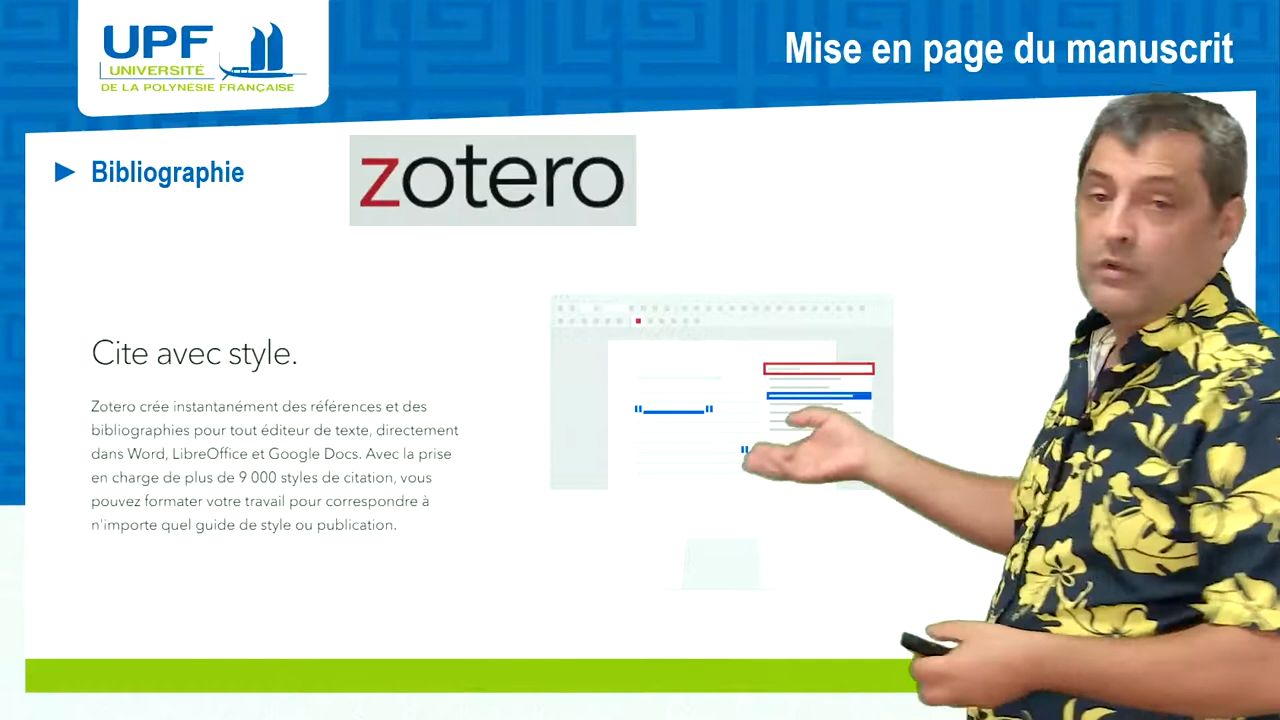 UPF
UNIVERSITÉ
DE LA POLYNÉSIE FRANÇAISE
Mise en page du manuscrit
Bibliographie
zotero
Cite avec style.
Zotero crée instantanément des références et des
bibliographies pour tout éditeur de texte, directement
dans Word, LibreOffice et Google Docs. Avec la prise
en charge de plus de 9 000 styles de citation, vous
pouvez formater votre travail pour correspondre à
n'importe quel guide de style ou publication.